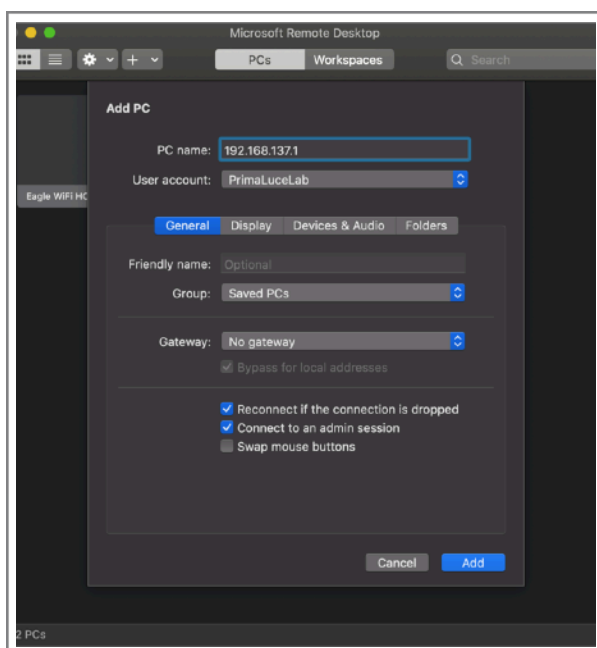 Microsoft Remote Desktop
PCs Workspaces Search
Add PC
PC name: 192.168.137.1
User account: PrimaLuceLab
Eagle WiFi HO
General Display Devices & Audio Folders
Friendly name: Optional
Group: Saved PCs
Gateway: No gateway
Bypass for local addresses
Reconnect if the connection is dropped
Connect to an admin session
Swap mouse buttons
Cancel Add
2 PCs